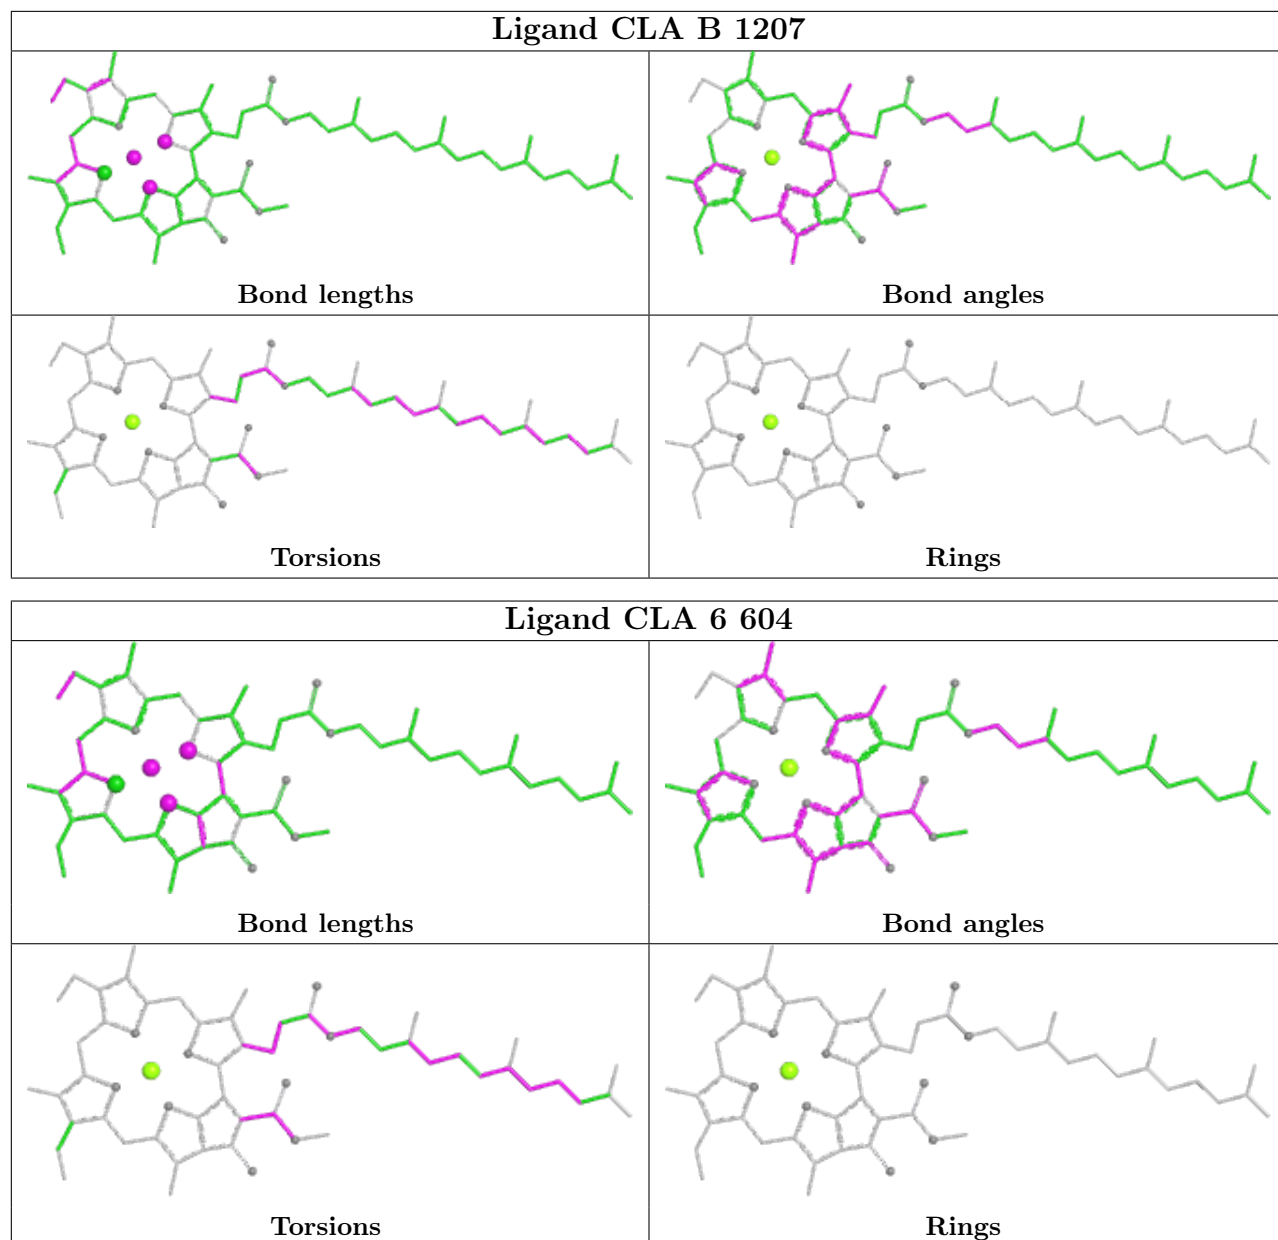 Ligand CLA B 1207
Bond lengths
Bond angles
Torsions
Rings
Ligand CLA 6 604
Bond lengths
Bond angles
Torsions
Rings